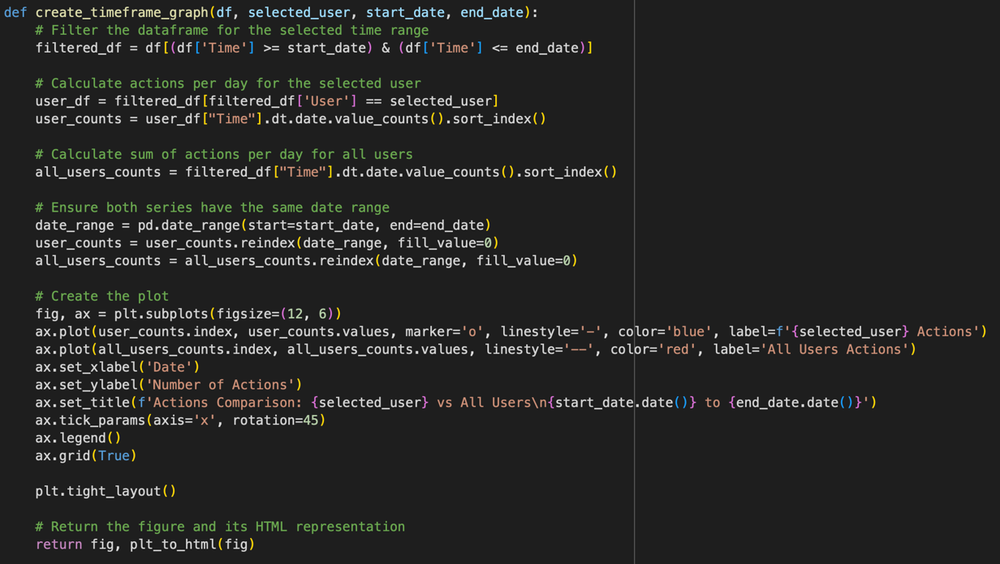 def create_timeframe_graph(df, selected_user, start_date, end_date):
    # Filter the dataframe for the selected time range
    filtered_df = df[(df['Time'] >= start_date) & (df['Time'] <= end_date)]

    # Calculate actions per day for the selected user
    user_df = filtered_df[filtered_df['User'] == selected_user]
    user_counts = user_df["Time"].dt.date.value_counts().sort_index()

    # Calculate sum of actions per day for all users
    all_users_counts = filtered_df["Time"].dt.date.value_counts().sort_index()

    # Ensure both series have the same date range
    date_range = pd.date_range(start=start_date, end=end_date)
    user_counts = user_counts.reindex(date_range, fill_value=0)
    all_users_counts = all_users_counts.reindex(date_range, fill_value=0)

    # Create the plot
    fig, ax = plt.subplots(figsize=(12, 6))
    ax.plot(user_counts.index, user_counts.values, marker='o', linestyle='-', color='blue', label=f'{selected_user} Actions')
    ax.plot(all_users_counts.index, all_users_counts.values, linestyle='--', color='red', label='All Users Actions')
    ax.set_xlabel('Date')
    ax.set_ylabel('Number of Actions')
    ax.set_title(f'Actions Comparison: {selected_user} vs All Users\n{start_date.date()} to {end_date.date()}')
    ax.tick_params(axis='x', rotation=45)
    ax.legend()
    ax.grid(True)

    plt.tight_layout()

    # Return the figure and its HTML representation
    return fig, plt_to_html(fig)